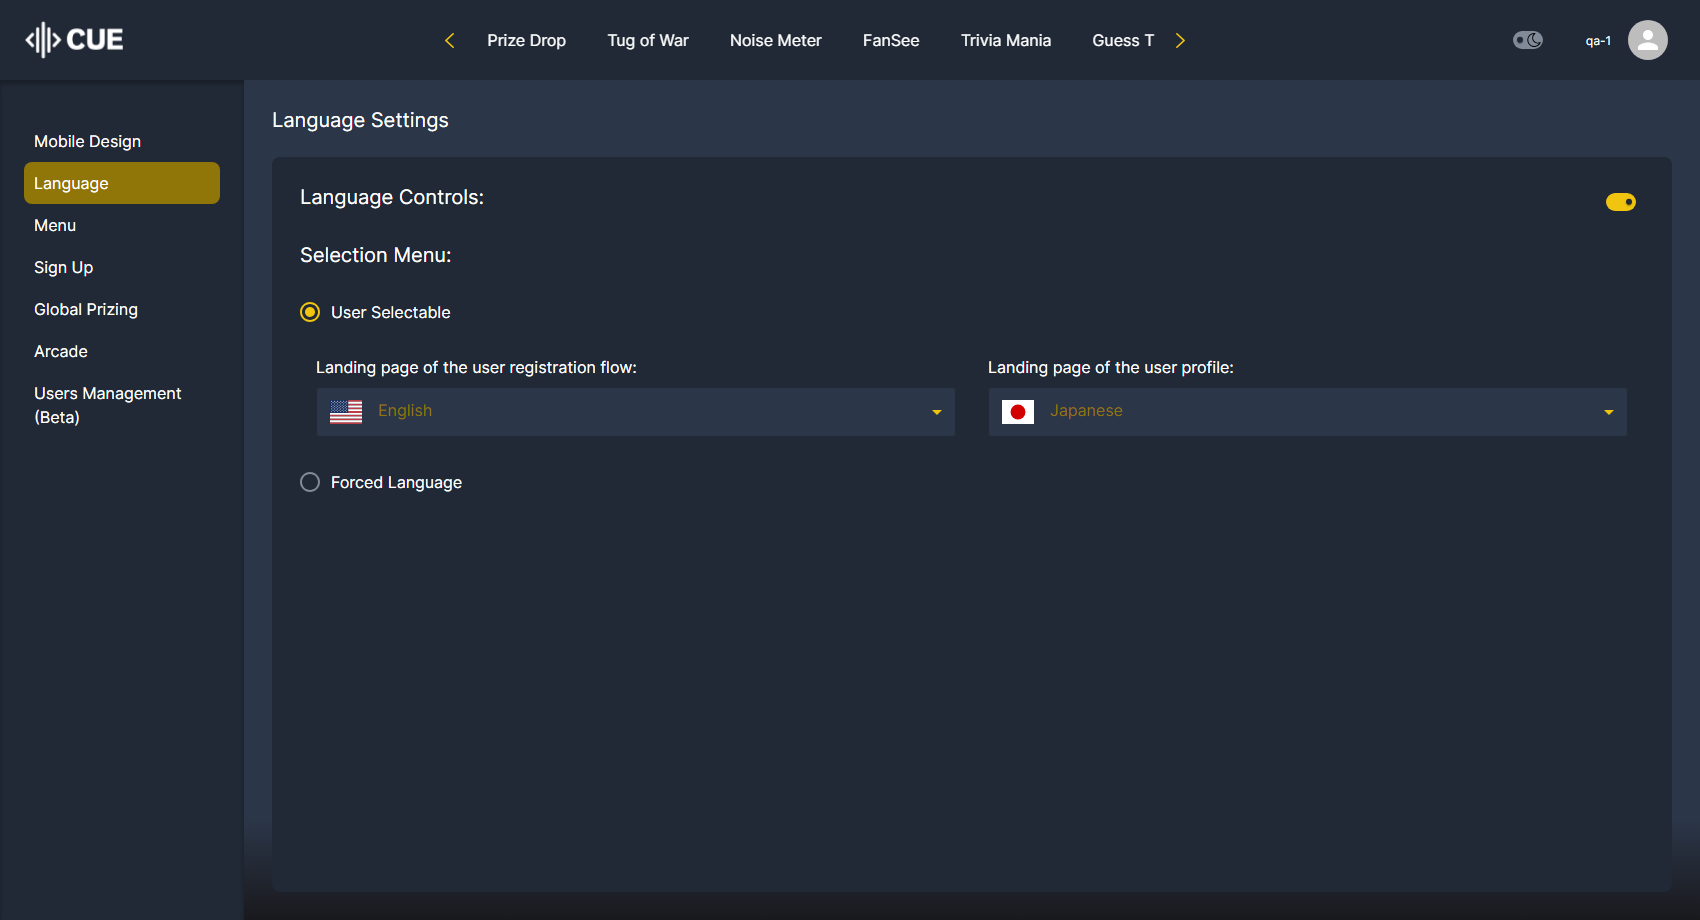 CUE
Prize Drop
Tug of War
Noise Meter
FanSee
Trivia Mania
Guess T
qa-1
Mobile Design
Language
Menu
Sign Up
Global Prizing
Arcade
Users Management
(Beta)
Language Settings
Language Controls:
Selection Menu:
User Selectable
Landing page of the user registration flow:
English
Landing page of the user profile:
Japanese
Forced Language